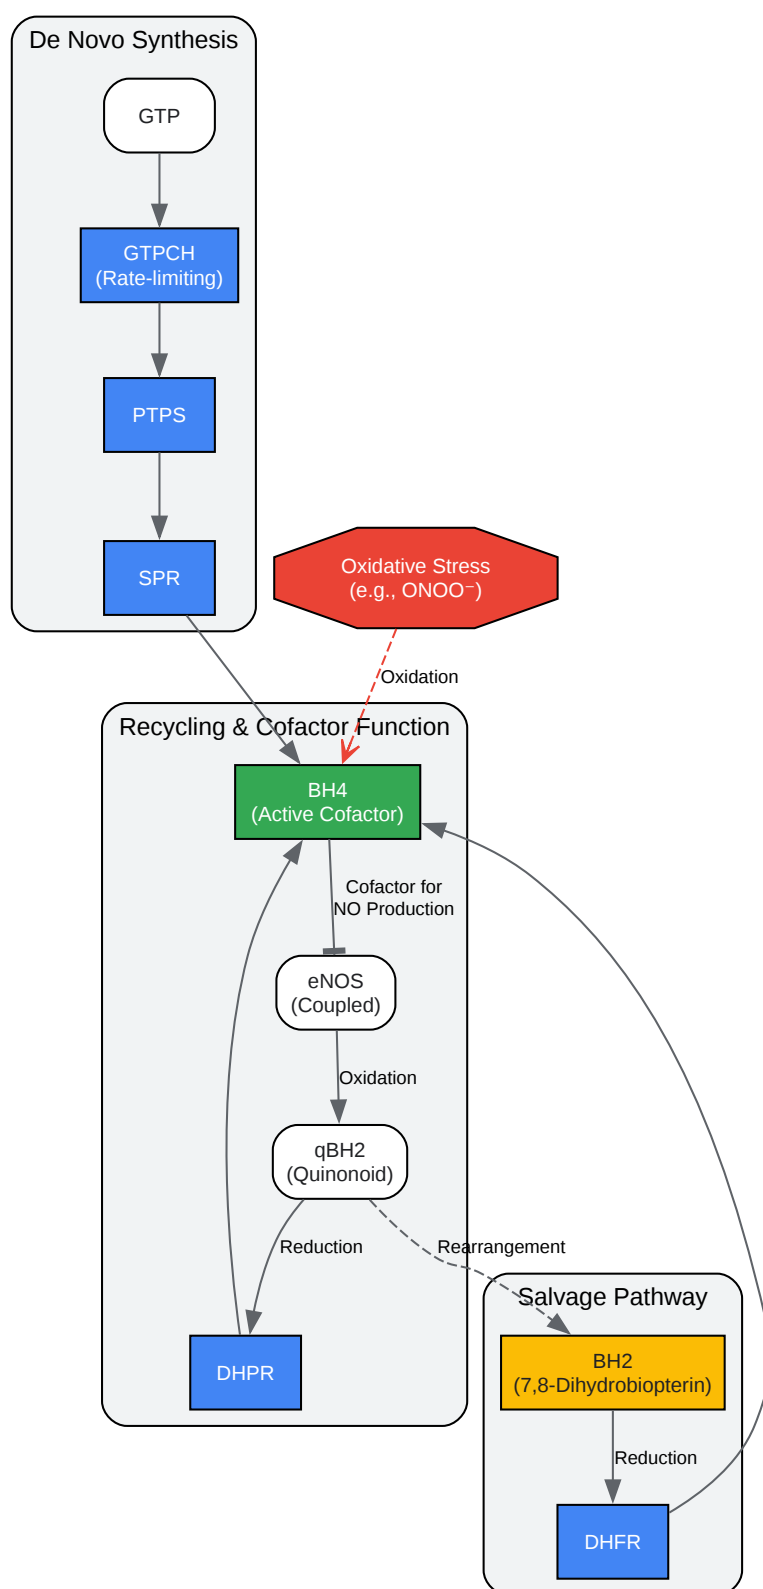 De Novo Synthesis
GTP
GTPCH
(Rate-limiting)
PTPS
SPR
Oxidative Stress
(e.g., ONOO⁻)
Oxidation
Recycling & Cofactor Function
BH4
(Active Cofactor)
Cofactor for
NO Production
eNOS
(Coupled)
Oxidation
qBH2
(Quinonoid)
Reduction
Rearrangement
DHPR
Salvage Pathway
BH2
(7,8-Dihydrobiopterin)
Reduction
DHFR